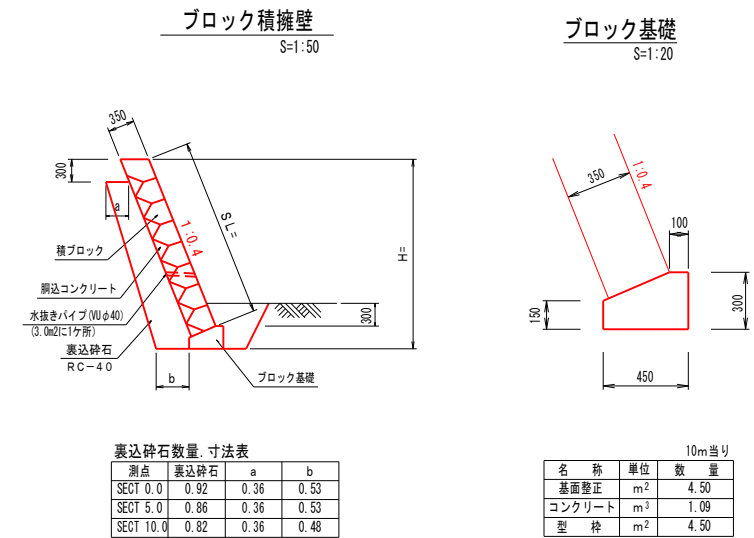 ブロック積擁壁
S=1:50
350
300
a
積ブロック
胴込コンクリート
水抜きパイプ(VUφ40)
(3.0m2に1ケ所)
裏込砕石
RC-40
1:0.4
SL=
H=
300
b
ブロック基礎
ブロック基礎
S=1:20
350
1:0.4
100
150
300
450
裏込砕石数量.寸法表
測点 裏込砕石 a b
SECT 0.0 0.92 0.36 0.53
SECT 5.0 0.86 0.36 0.53
SECT 10.0 0.82 0.36 0.48
10m当り
名 称 単位 数 量
基面整正 m² 4.50
コンクリート m³ 1.09
型 枠 m² 4.50